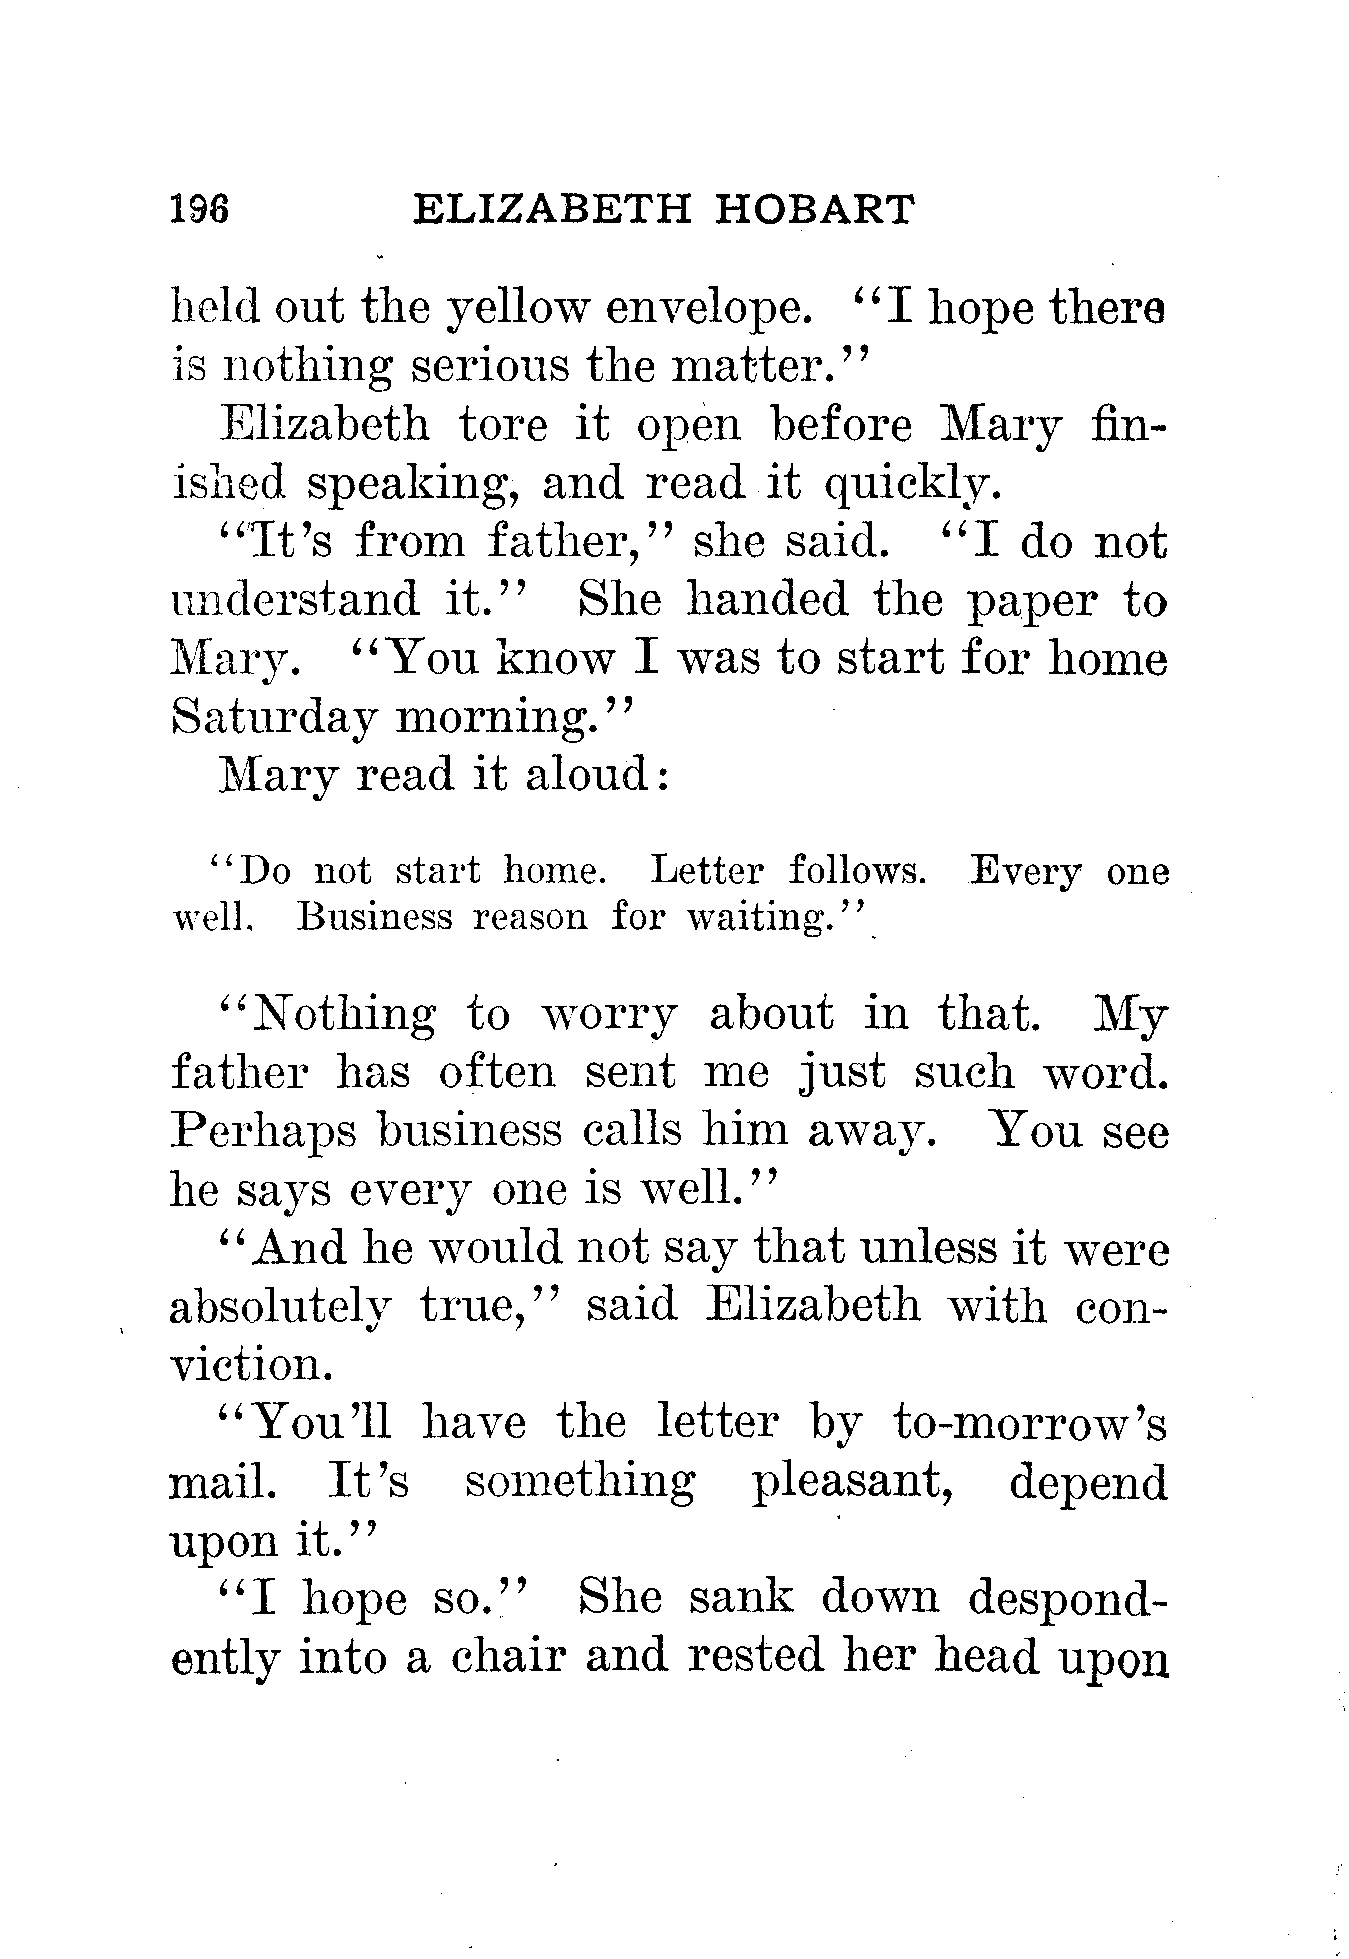 196 ELIZABETH HOBART
held out the yellow envelope. "I hope there
is nothing serious the matter."
Elizabeth tore it open before Mary fin-
ished speaking, and read it quickly.
"It's from father," she said. "I do not
understand it." She handed the paper to
Mary. "You know I was to start for home
Saturday morning."
Mary read it aloud:
"Do not start home. Letter follows. Every one
well. Business reason for waiting."
"Nothing to worry about in that. My
father has often sent me just such word.
Perhaps business calls him away. You see
he says every one is well."
"And he would not say that unless it were
absolutely true," said Elizabeth with con-
viction.
"You'll have the letter by to-morrow's
mail. It's something pleasant, depend
upon it."
"I hope so." She sank down despond-
ently into a chair and rested her head upon